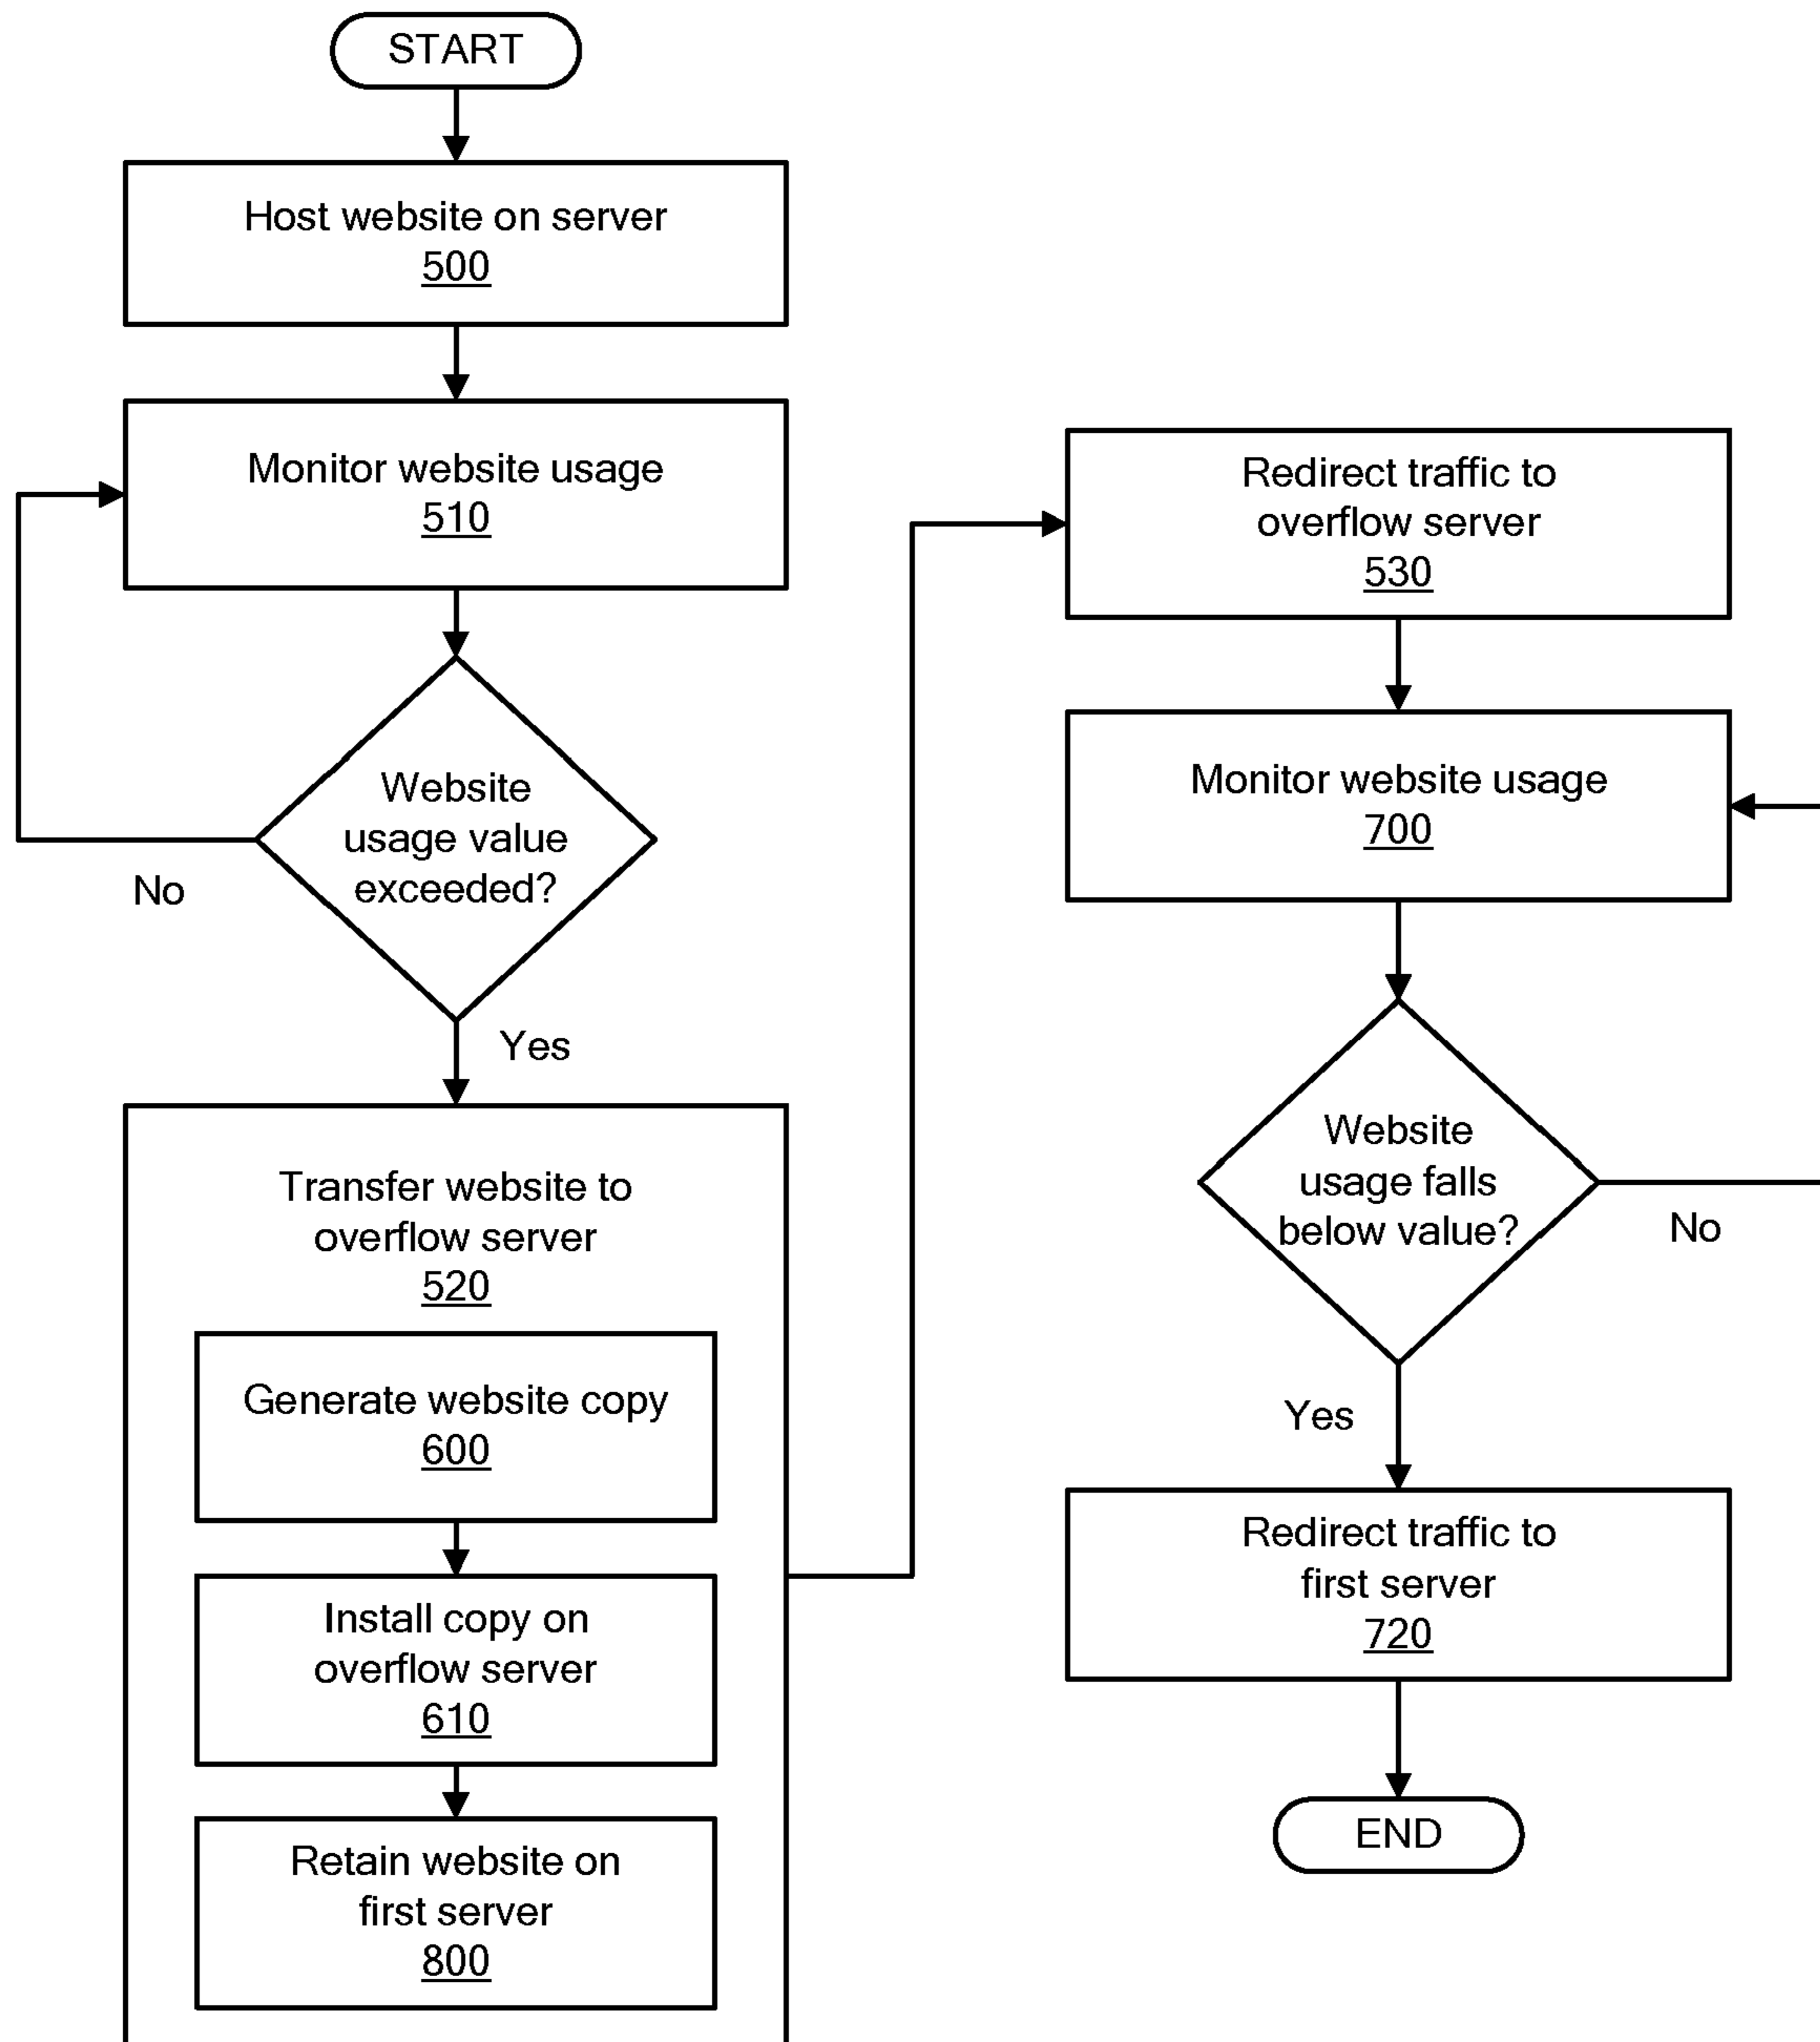 START
Host website on server
500
Monitor website usage
510
Website
usage value
exceeded?
No
Yes
Transfer website to
overflow server
520
Generate website copy
600
Install copy on
overflow server
610
Retain website on
first server
800
Redirect traffic to
overflow server
530
Monitor website usage
700
Website
usage falls
below value?
No
Yes
Redirect traffic to
first server
720
END